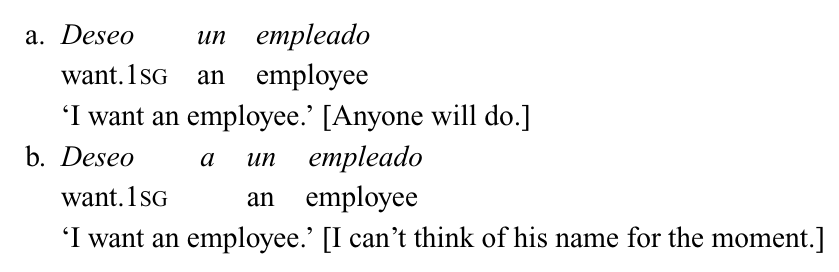 a. Deseo un empleado
want.1SG an employee
‘I want an employee.’ [Anyone will do.]
b. Deseo a un empleado
want.1SG an employee
‘I want an employee.’ [I can’t think of his name for the moment.]